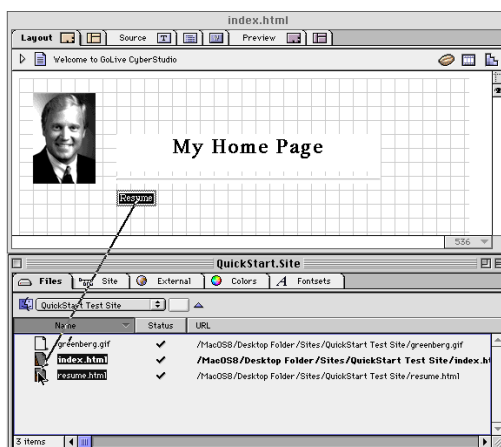 index.html
Layout Source T Preview
Welcome to GoLive CyberStudio
My Home Page
Resume
536
QuickStart.Site
Files Site External Colors A Fontsets
QuickStart Test Site
Name Status URL
greenberg.gif /MacOS8/Desktop Folder/Sites/QuickStart Test Site/greenberg.gif
index.html /MacOS8/Desktop Folder/Sites/QuickStart Test Site/index.ht
resume.html /MacOS8/Desktop Folder/Sites/QuickStart Test Site/resume.html
3 items